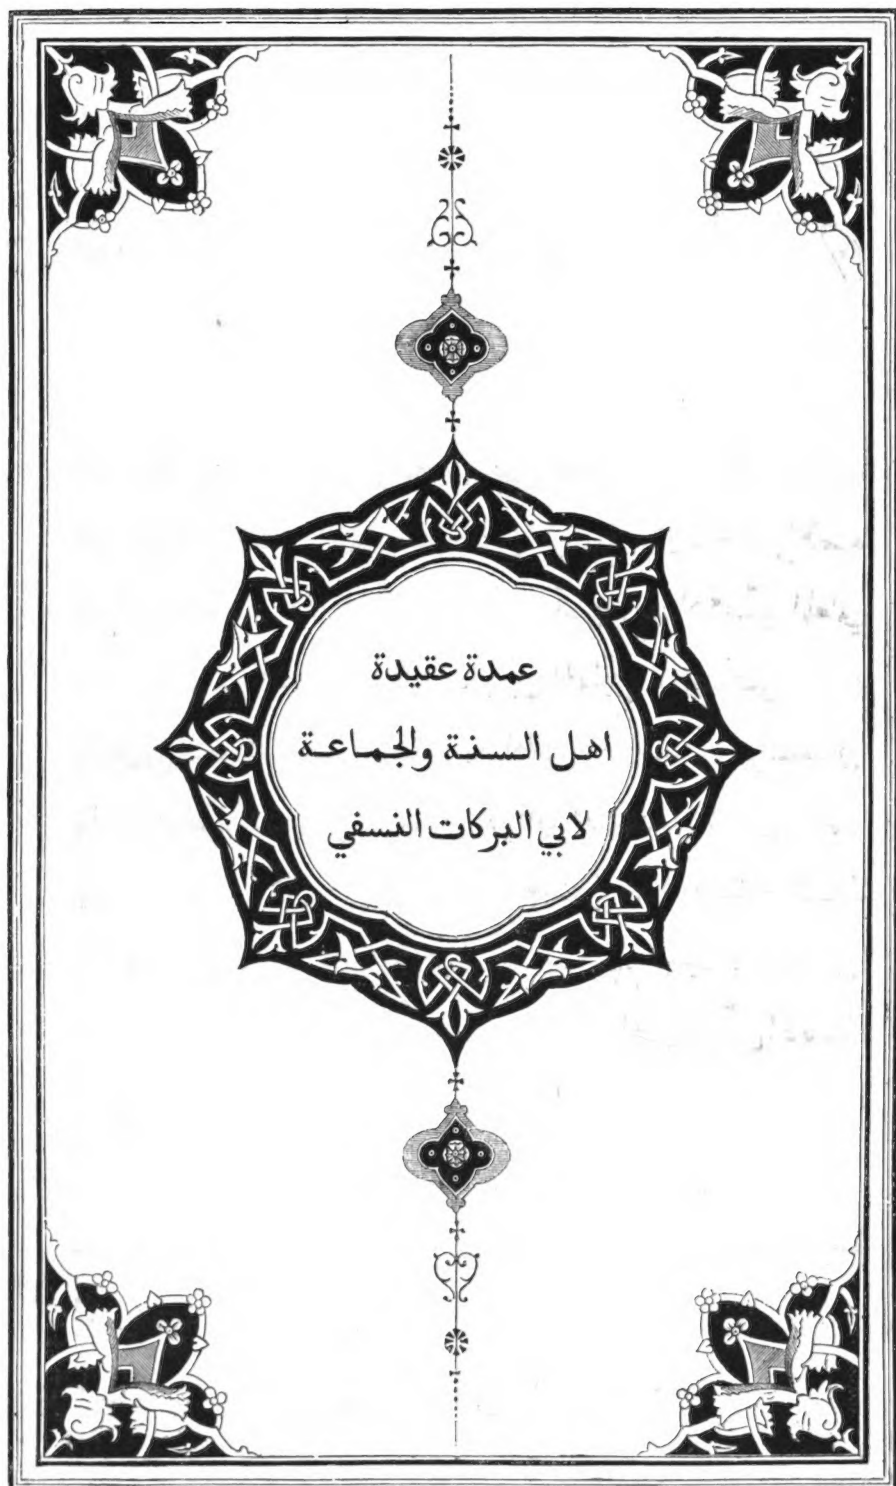 عمدة عقيدة
اهل السنة والجماعة
لابي البركات النسفي